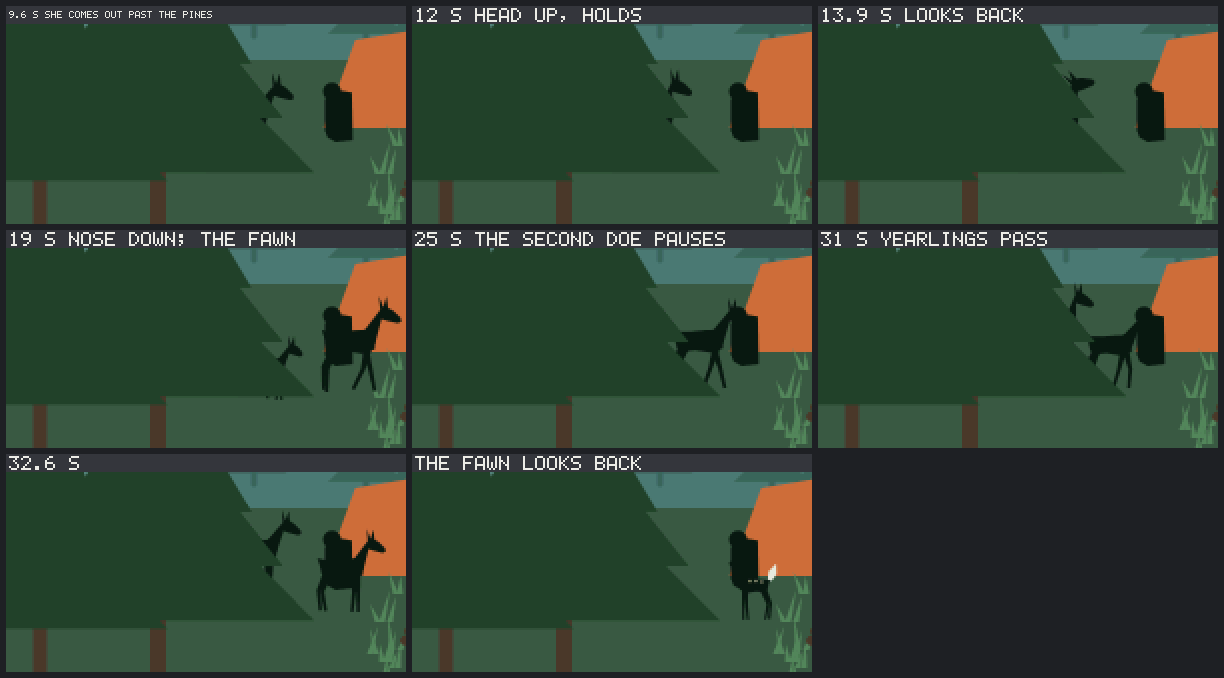 9.6 S SHE COMES OUT PAST THE PINES
12 S HEAD UP, HOLDS
13.9 S LOOKS BACK
19 S NOSE DOWN; THE FAWN
25 S THE SECOND DOE PAUSES
31 S YEARLINGS PASS
32.6 S
THE FAWN LOOKS BACK